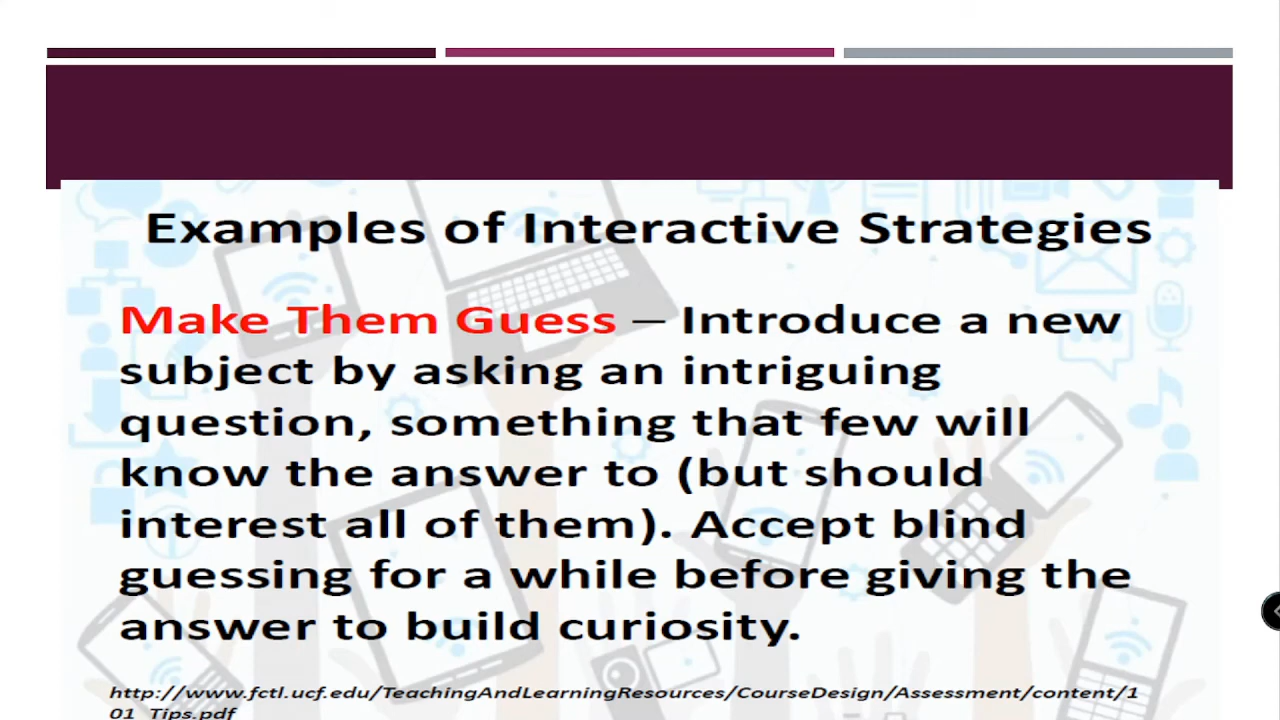 Examples of Interactive Strategies
Make Them Guess – Introduce a new
subject by asking an intriguing
question, something that few will
know the answer to (but should
interest all of them). Accept blind
guessing for a while before giving the
answer to build curiosity.
http://www.fctl.ucf.edu/TeachingAndLearningResources/CourseDesign/Assessment/content/1
01_Tips.pdf